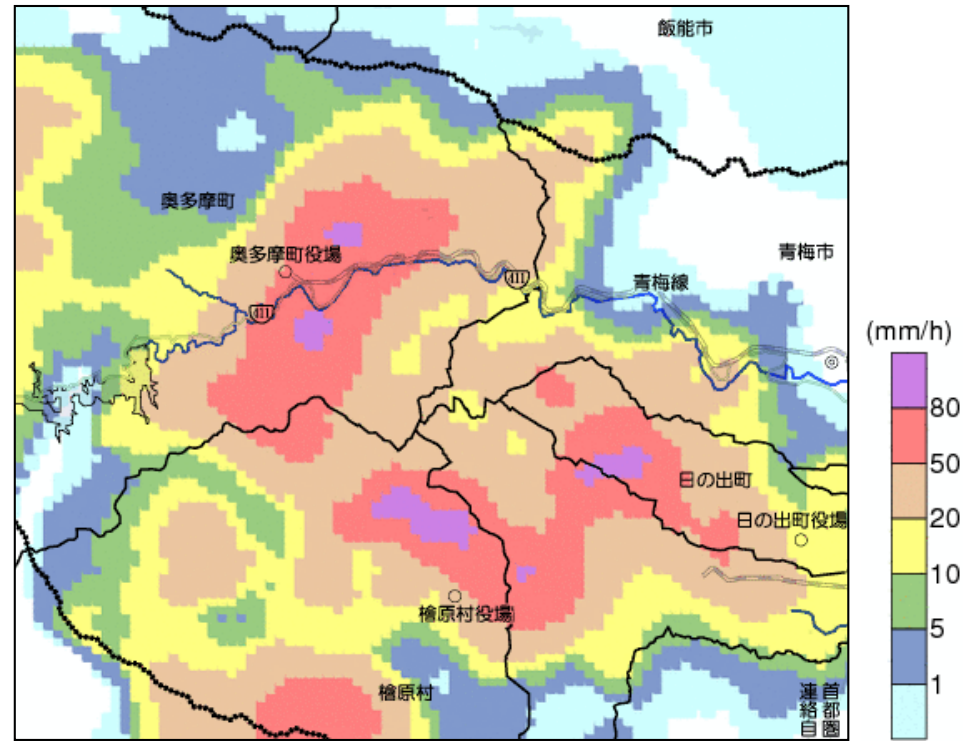 飯能市
奥多摩町
奥多摩町役場
青梅市
411
青梅線
411
(mm/h)
80
50
20
10
5
1
日の出町
日の出町役場
檜原村役場
檜原村
首都圏
連絡自